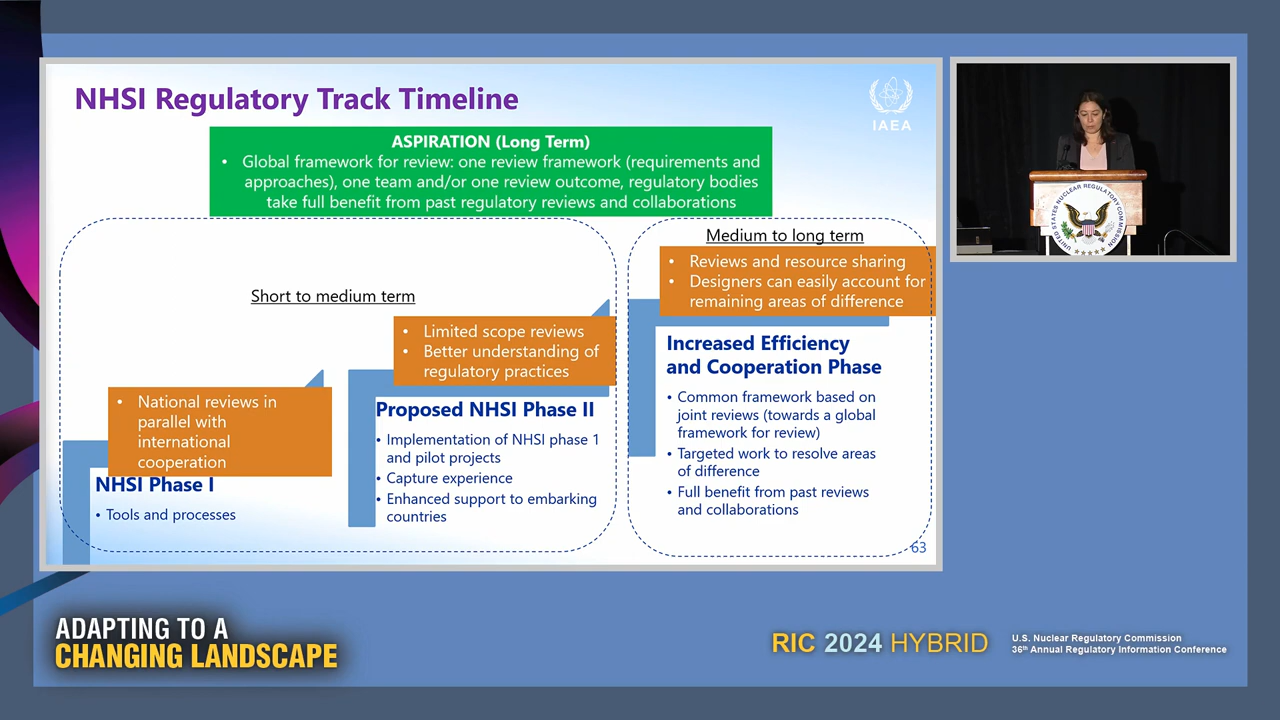 NHSI Regulatory Track Timeline
IAEA
ASPIRATION (Long Term)
• Global framework for review: one review framework (requirements and
approaches), one team and/or one review outcome, regulatory bodies
take full benefit from past regulatory reviews and collaborations
Short to medium term
• National reviews in
parallel with
international
cooperation
NHSI Phase I
• Tools and processes
• Limited scope reviews
• Better understanding of
regulatory practices
Proposed NHSI Phase II
• Implementation of NHSI phase 1
and pilot projects
• Capture experience
• Enhanced support to embarking
countries
Medium to long term
• Reviews and resource sharing
• Designers can easily account for
remaining areas of difference
Increased Efficiency
and Cooperation Phase
• Common framework based on
joint reviews (towards a global
framework for review)
• Targeted work to resolve areas
of difference
• Full benefit from past reviews
and collaborations
63
UNITED STATES NUCLEAR REGULATORY COMMISSION
ADAPTING TO A
CHANGING LANDSCAPE
RIC 2024 HYBRID
U.S. Nuclear Regulatory Commission
36th Annual Regulatory Information Conference